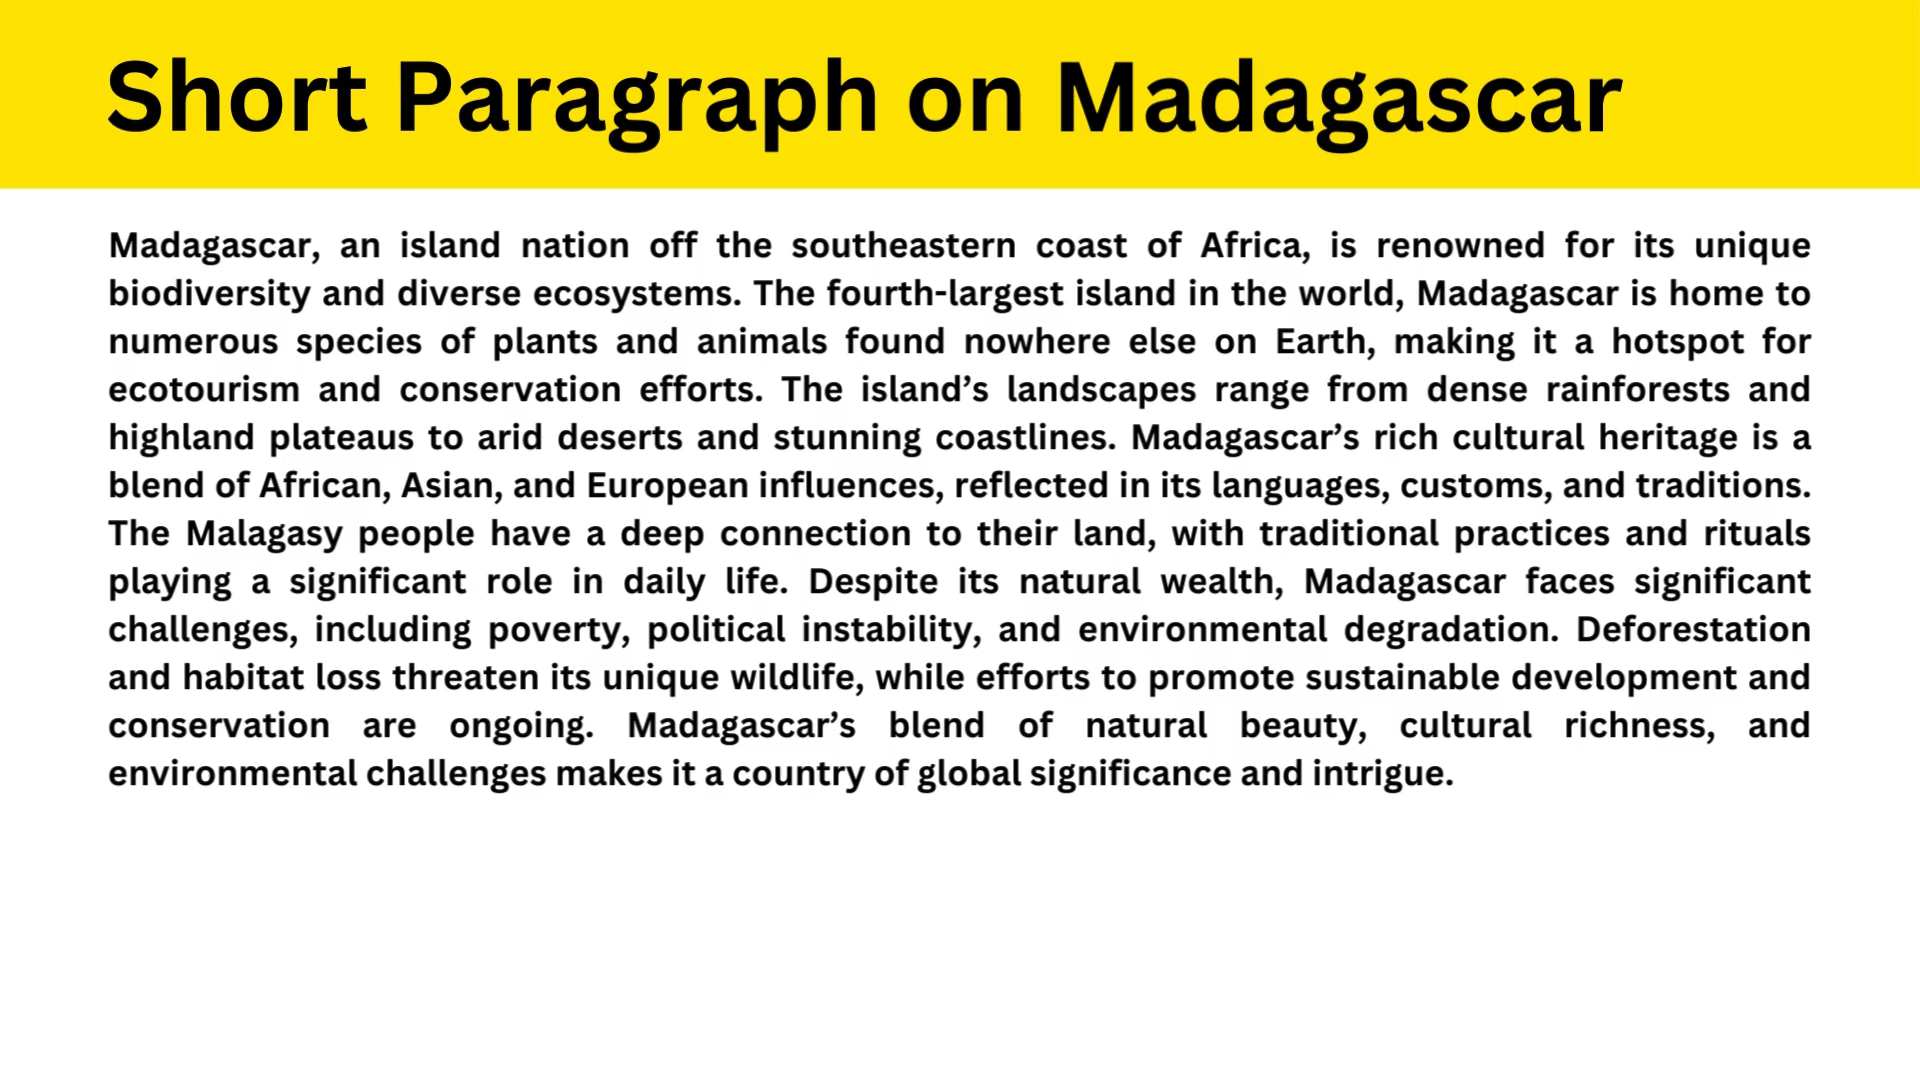 Short Paragraph on Madagascar
Madagascar, an island nation off the southeastern coast of Africa, is renowned for its unique
biodiversity and diverse ecosystems. The fourth-largest island in the world, Madagascar is home to
numerous species of plants and animals found nowhere else on Earth, making it a hotspot for
ecotourism and conservation efforts. The island’s landscapes range from dense rainforests and
highland plateaus to arid deserts and stunning coastlines. Madagascar’s rich cultural heritage is a
blend of African, Asian, and European influences, reflected in its languages, customs, and traditions.
The Malagasy people have a deep connection to their land, with traditional practices and rituals
playing a significant role in daily life. Despite its natural wealth, Madagascar faces significant
challenges, including poverty, political instability, and environmental degradation. Deforestation
and habitat loss threaten its unique wildlife, while efforts to promote sustainable development and
conservation are ongoing. Madagascar’s blend of natural beauty, cultural richness, and
environmental challenges makes it a country of global significance and intrigue.